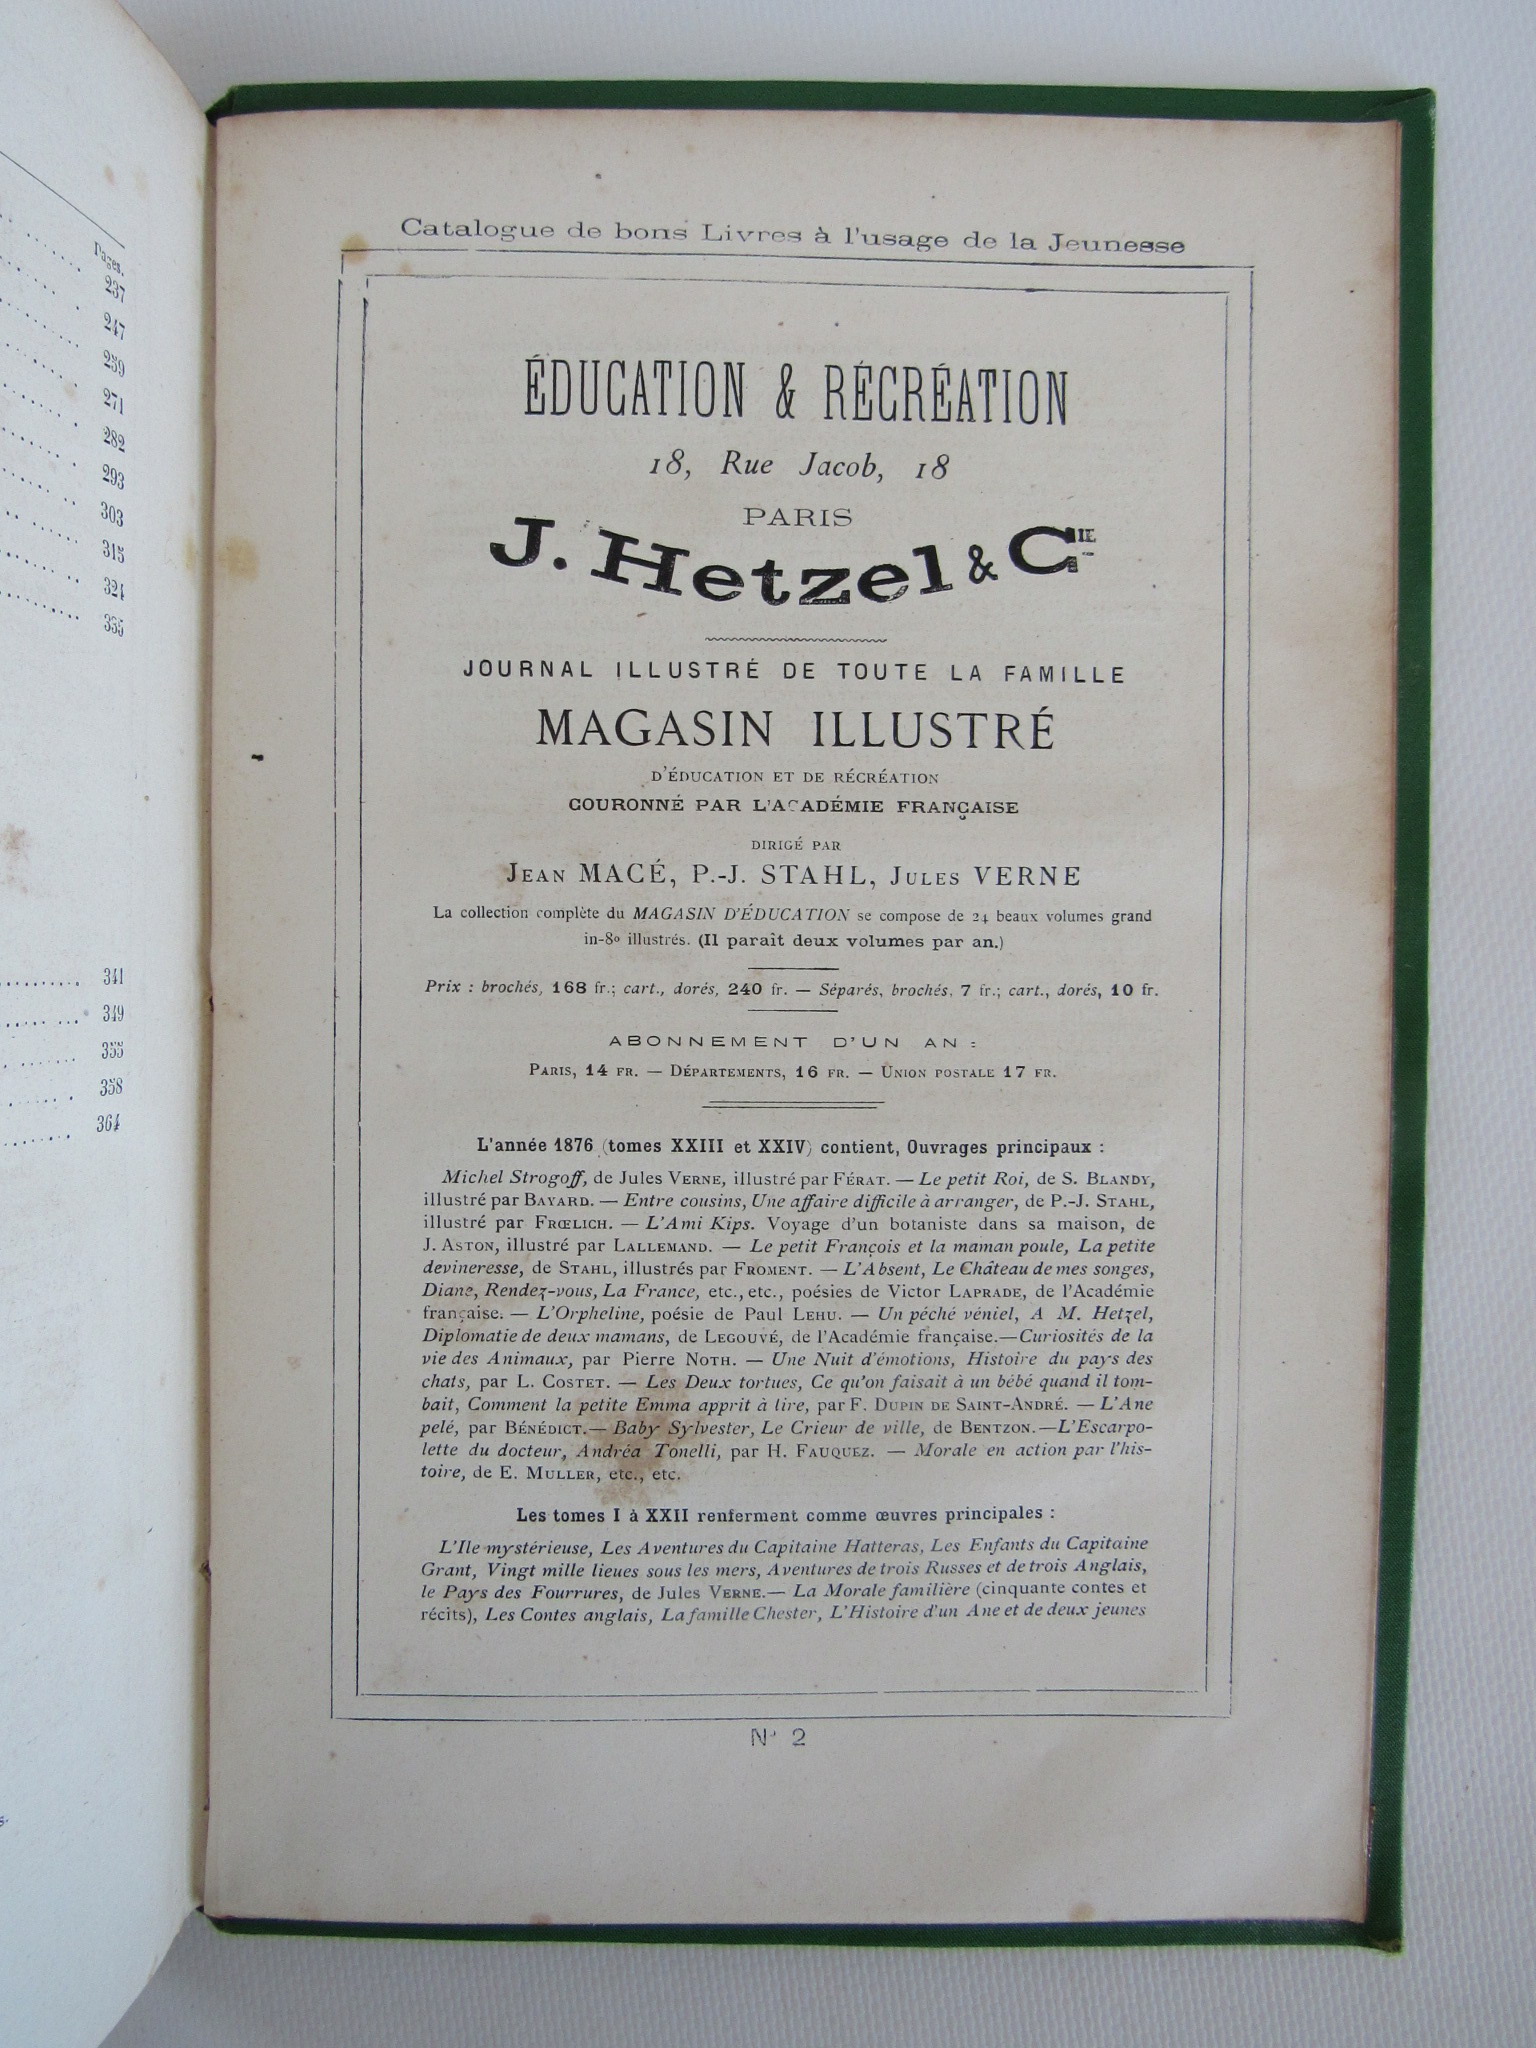 Pages.
237
247
259
271
282
293
303
315
324
335
341
349
355
358
364
Catalogue de bons Livres à l'usage de la Jeunesse
ÉDUCATION & RÉCRÉATION
18, Rue Jacob, 18
PARIS
J. Hetzel & CIE
JOURNAL ILLUSTRÉ DE TOUTE LA FAMILLE
MAGASIN ILLUSTRÉ
D'ÉDUCATION ET DE RÉCRÉATION
COURONNÉ PAR L'ACADÉMIE FRANÇAISE
DIRIGÉ PAR
JEAN MACÉ, P.-J. STAHL, JULES VERNE
La collection complète du MAGASIN D'ÉDUCATION se compose de 24 beaux volumes grand
in-8o illustrés. (Il paraît deux volumes par an.)
Prix : brochés, 168 fr.; cart., dorés, 240 fr. — Séparés, brochés, 7 fr.; cart., dorés, 10 fr.
ABONNEMENT D'UN AN :
PARIS, 14 FR. — DÉPARTEMENTS, 16 FR. — UNION POSTALE 17 FR.
L'année 1876 (tomes XXIII et XXIV) contient, Ouvrages principaux :
Michel Strogoff, de Jules VERNE, illustré par FÉRAT. — Le petit Roi, de S. BLANDY,
illustré par BAYARD. — Entre cousins, Une affaire difficile à arranger, de P.-J. STAHL,
illustré par FRŒLICH. — L'Ami Kips. Voyage d'un botaniste dans sa maison, de
J. ASTON, illustré par LALLEMAND. — Le petit François et la maman poule, La petite
devineresse, de STAHL, illustrés par FROMENT. — L'Absent, Le Château de mes songes,
Diane, Rendez-vous, La France, etc., etc., poésies de Victor LAPRADE, de l'Académie
française. — L'Orpheline, poésie de Paul LEHU. — Un péché véniel, A M. Hetzel,
Diplomatie de deux mamans, de LEGOUVÉ, de l'Académie française.—Curiosités de la
vie des Animaux, par Pierre NOTH. — Une Nuit d'émotions, Histoire du pays des
chats, par L. COSTET. — Les Deux tortues, Ce qu'on faisait à un bébé quand il tom-
bait, Comment la petite Emma apprit à lire, par F. DUPIN DE SAINT-ANDRÉ. — L'Ane
pelé, par BÉNÉDICT.— Baby Sylvester, Le Crieur de ville, de BENTZON.—L'Escarpo-
lette du docteur, Andréa Tonelli, par H. FAUQUEZ. — Morale en action par l'his-
toire, de E. MULLER, etc., etc.
Les tomes I à XXII renferment comme œuvres principales :
L'Ile mystérieuse, Les Aventures du Capitaine Hatteras, Les Enfants du Capitaine
Grant, Vingt mille lieues sous les mers, Aventures de trois Russes et de trois Anglais,
le Pays des Fourrures, de Jules VERNE.— La Morale familière (cinquante contes et
récits), Les Contes anglais, La famille Chester, L'Histoire d'un Ane et de deux jeunes
N° 2